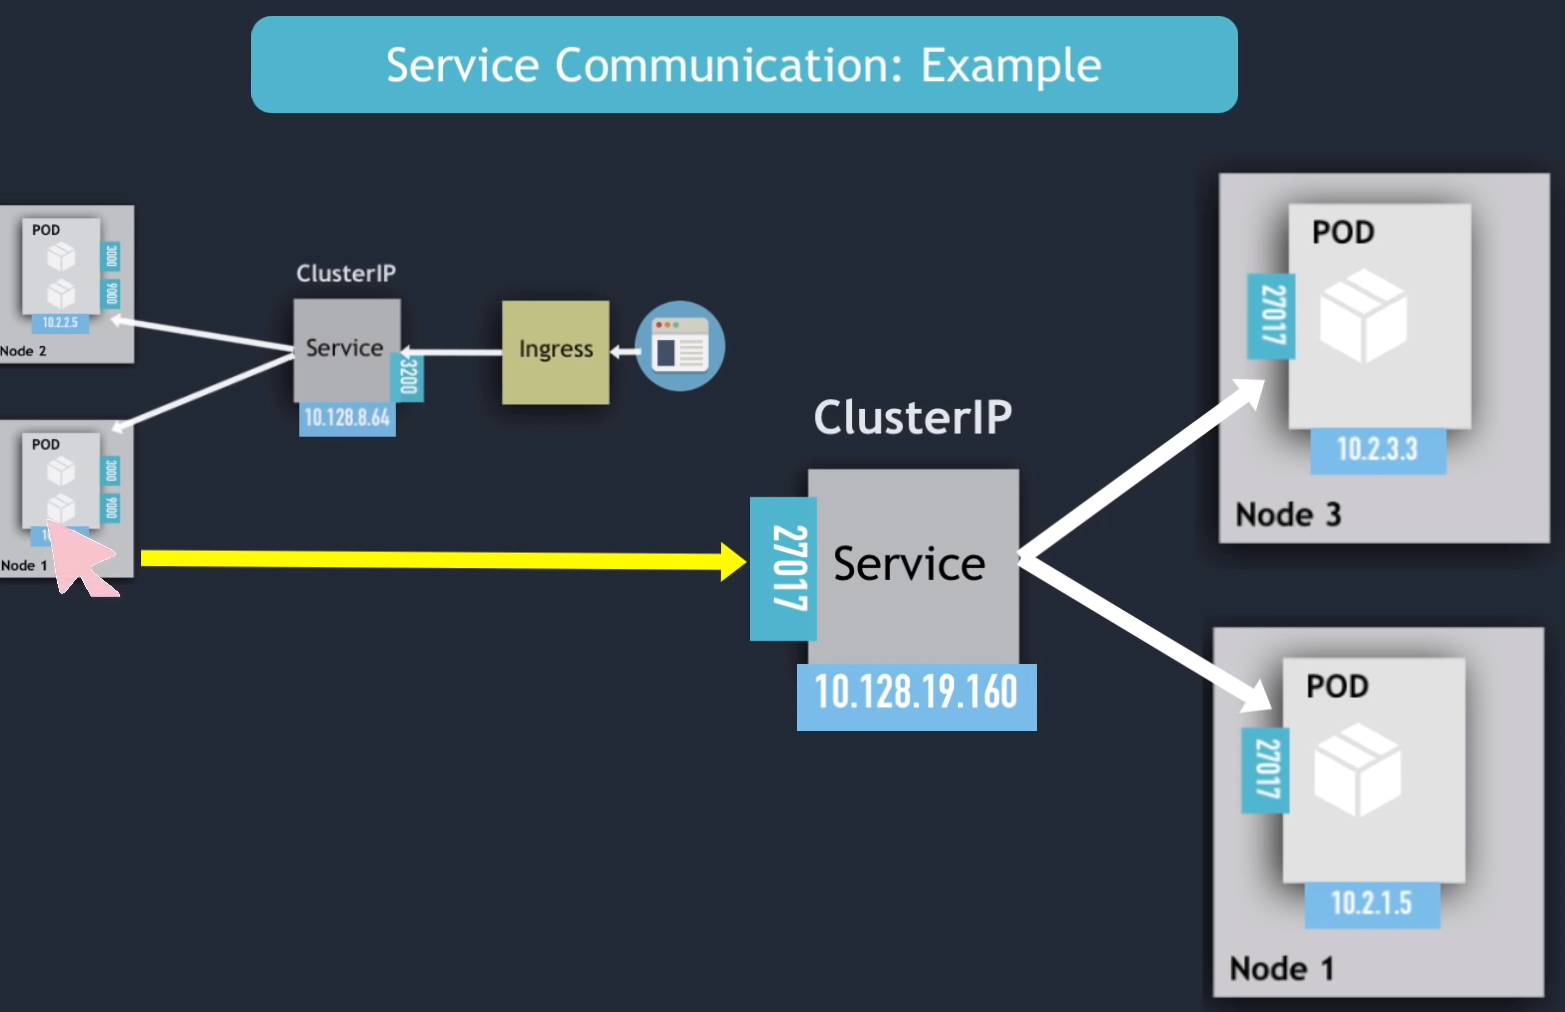 Service Communication: Example
POD
3000
9000
10.2.2.5
Node 2
ClusterIP
Service
3200
10.128.8.64
Ingress
POD
3000
9000
Node 1
ClusterIP
27017
Service
10.128.19.160
POD
27017
10.2.3.3
Node 3
POD
27017
10.2.1.5
Node 1